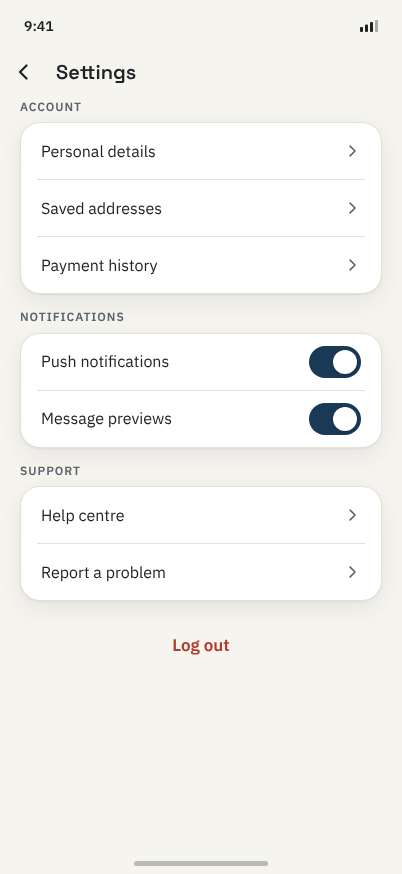 9:41
Settings
ACCOUNT
Personal details
Saved addresses
Payment history
NOTIFICATIONS
Push notifications
Message previews
SUPPORT
Help centre
Report a problem
Log out